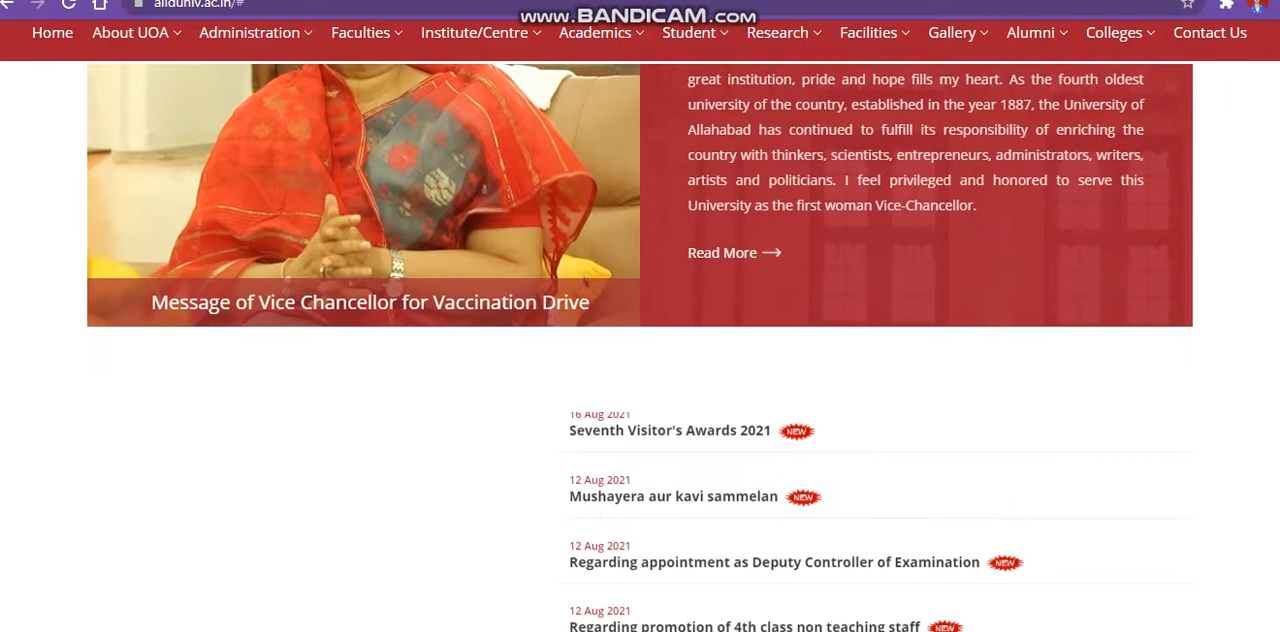 allduniv.ac.in/#
www.BANDICAM.com
Home About UOA Administration Faculties Institute/Centre Academics Student Research Facilities Gallery Alumni Colleges Contact Us
great institution, pride and hope fills my heart. As the fourth oldest
university of the country, established in the year 1887, the University of
Allahabad has continued to fulfill its responsibility of enriching the
country with thinkers, scientists, entrepreneurs, administrators, writers,
artists and politicians. I feel privileged and honored to serve this
University as the first woman Vice-Chancellor.
Read More
Message of Vice Chancellor for Vaccination Drive
16 Aug 2021
Seventh Visitor's Awards 2021 NEW
12 Aug 2021
Mushayera aur kavi sammelan NEW
12 Aug 2021
Regarding appointment as Deputy Controller of Examination NEW
12 Aug 2021
Regarding promotion of 4th class non teaching staff NEW